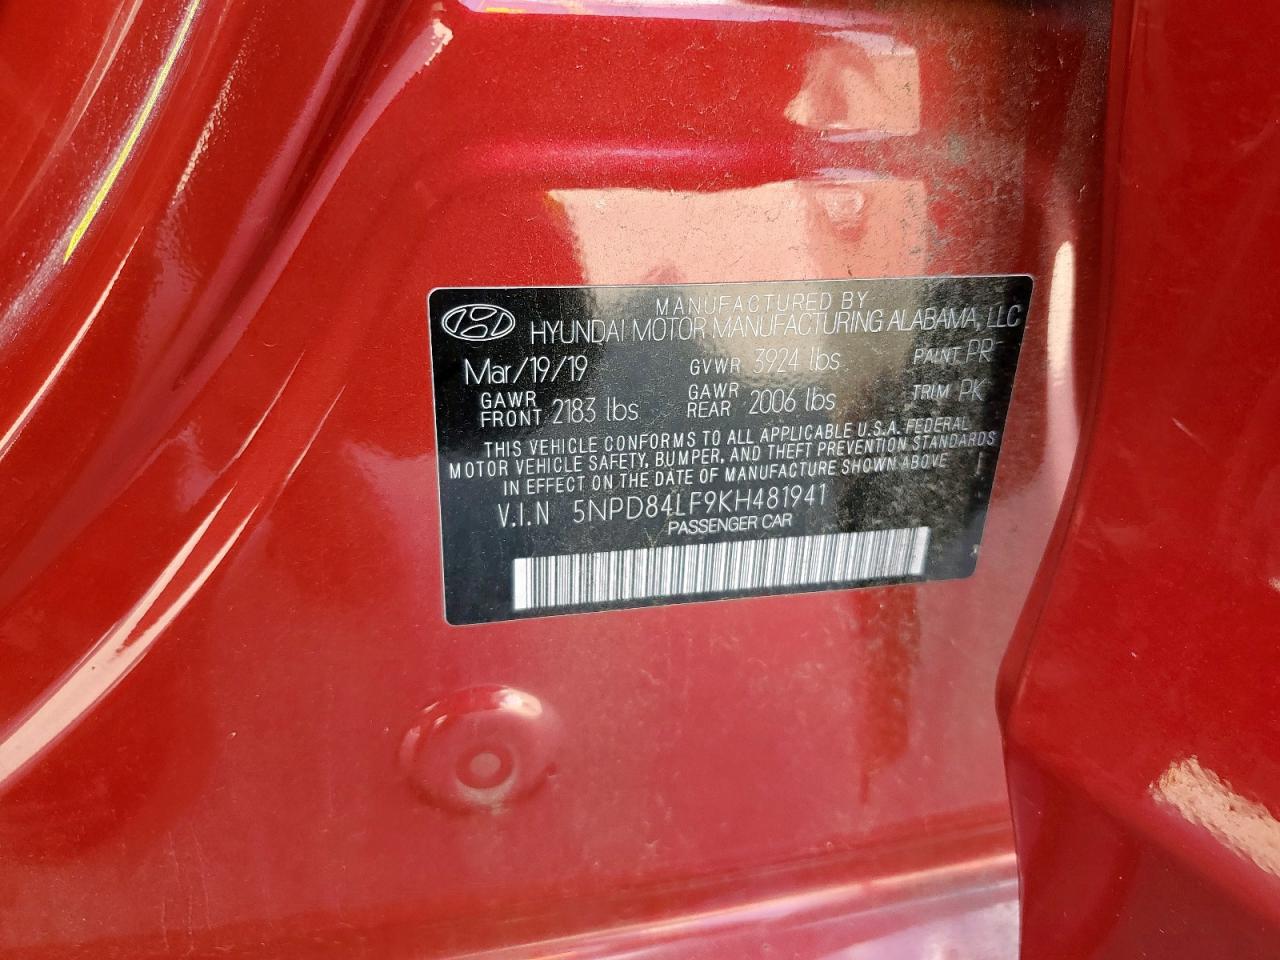 MANUFACTURED BY
HYUNDAI MOTOR MANUFACTURING ALABAMA, LLC
Mar/19/19 GVWR 3924 lbs PAINT PR
GAWR FRONT 2183 lbs GAWR REAR 2006 lbs TRIM PK
THIS VEHICLE CONFORMS TO ALL APPLICABLE U.S.A. FEDERAL
MOTOR VEHICLE SAFETY, BUMPER, AND THEFT PREVENTION STANDARDS
IN EFFECT ON THE DATE OF MANUFACTURE SHOWN ABOVE
V.I.N 5NPD84LF9KH481941
PASSENGER CAR